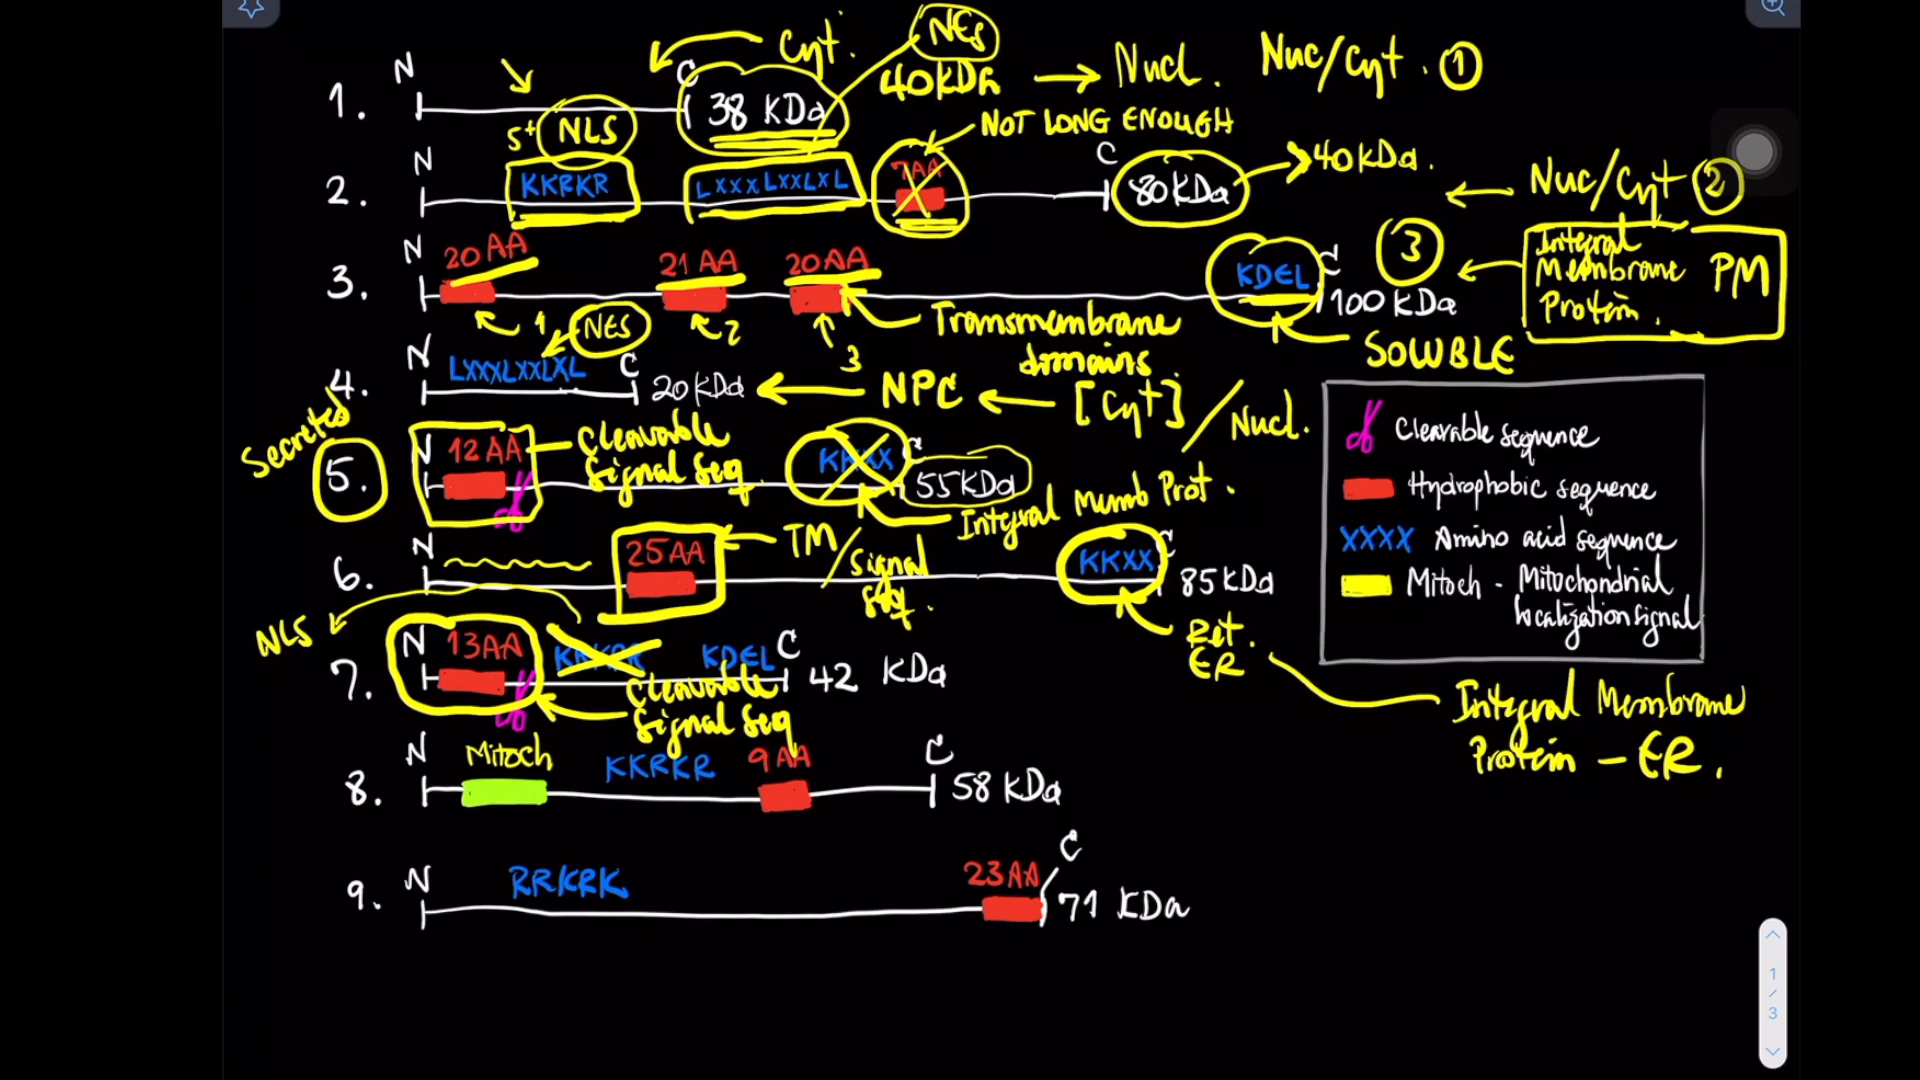 Cyt.
NES
40KDa → Nucl.
Nuc/Cyt. ①
1. N C 38 KDa
5+ NLS
NOT LONG ENOUGH
2. N KKRKR LXXXLXXLXL 7AA C 80KDa
40KDa.
Nuc/Cyt ②
3. N 20AA 21AA 20AA KDEL C 100KDa
③
Integral Membrane Protein. PM
1 2 3
NES
Transmembrane domains
SOLUBLE
4. N LXXXLXXLXL C 20KDa ← NPC ← [Cyt] / Nucl.
Secreted
5. N 12AA KKXX C 55KDa
Cleavable Signal Seq.
Integral Memb Prot.
6. N 25AA KKXX C 85KDa
TM / Signal Seq.
Ret. ER
Integral Membrane Protein – ER.
NLS
7. N 13AA KRKR KDEL C 42 KDa
Cleavable Signal Seq
8. N Mitoch KKRKR 9AA C 58 KDa
9. N RRKRK 23AA C 71 KDa
Cleavable sequence
Hydrophobic sequence
XXXX Amino acid sequence
Mitoch - Mitochondrial localization signal
1
/
3